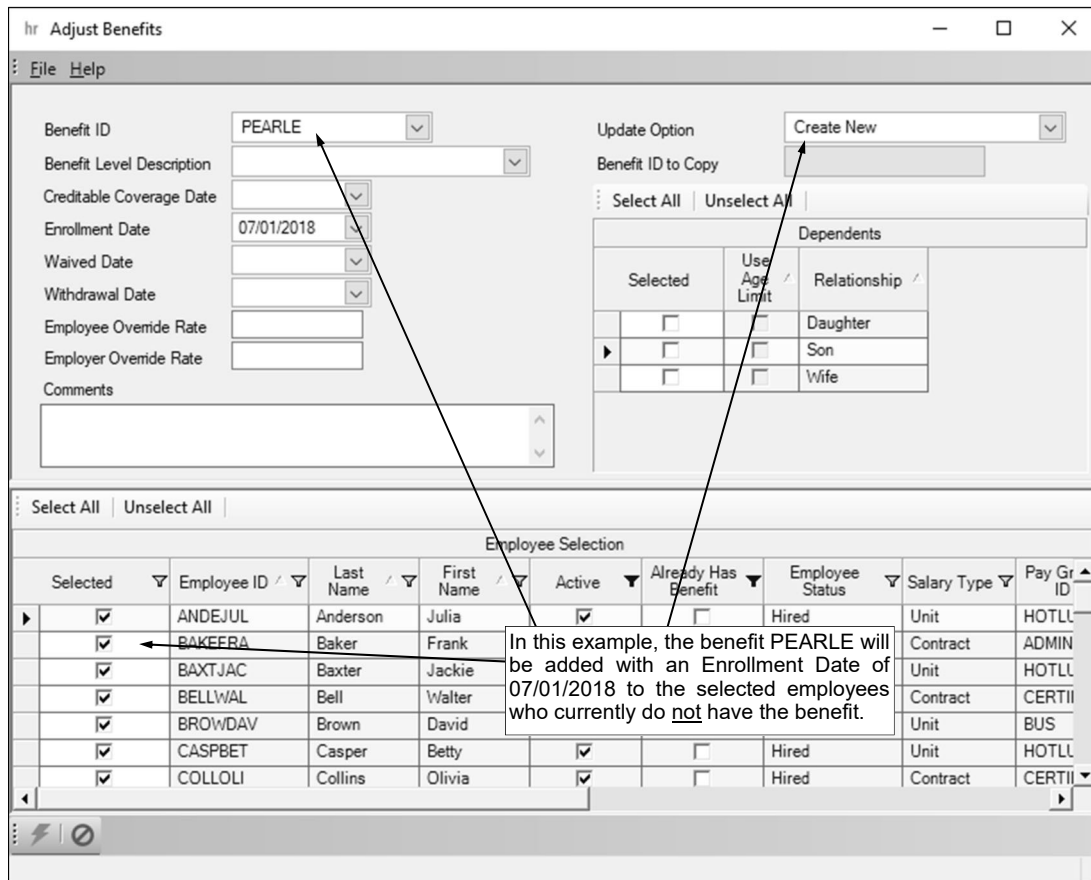 hr Adjust Benefits
File Help
Benefit ID PEARLE
Update Option Create New
Benefit Level Description
Benefit ID to Copy
Creditable Coverage Date
Select All Unselect All
Enrollment Date 07/01/2018
Dependents
Waived Date
Selected Use Age Limit Relationship
Withdrawal Date
Daughter
Employee Override Rate
Son
Employer Override Rate
Wife
Comments
Select All Unselect All
Employee Selection
Selected Employee ID Last Name First Name Active Already Has Benefit Employee Status Salary Type Pay Gr ID
ANDEJUL Anderson Julia Hired Unit HOTLU
BAKEFRA Baker Frank Contract ADMIN
BAXTJAC Baxter Jackie Unit HOTLU
BELLWAL Bell Walter Contract CERTII
BROWDAV Brown David Unit BUS
CASPBET Casper Betty Hired Unit HOTLU
COLLOLI Collins Olivia Hired Contract CERTII
In this example, the benefit PEARLE will
be added with an Enrollment Date of
07/01/2018 to the selected employees
who currently do not have the benefit.